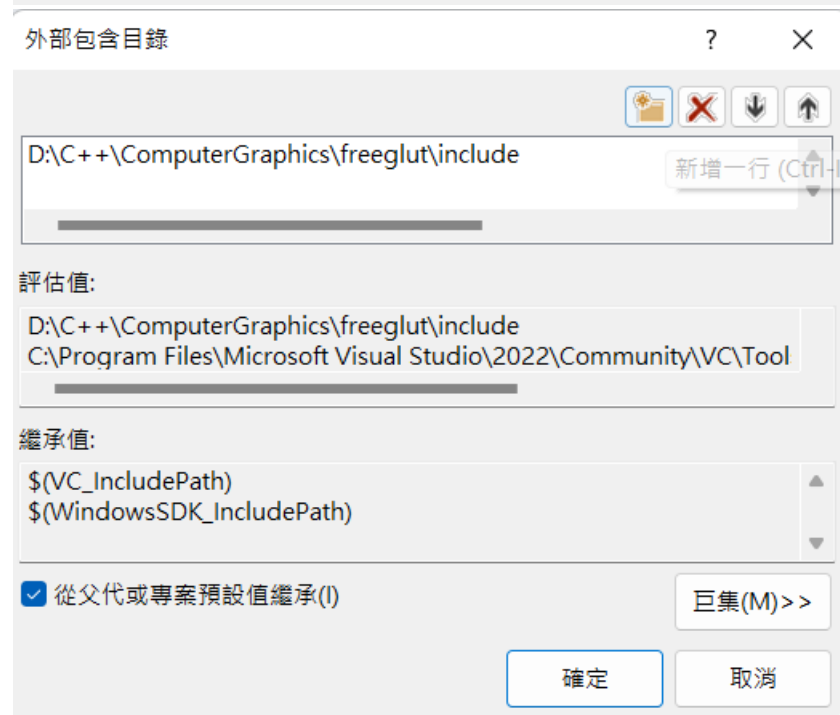 外部包含目錄
?
D:\C++\ComputerGraphics\freeglut\include
新增一行 (Ctrl-I
評估值:
D:\C++\ComputerGraphics\freeglut\include
C:\Program Files\Microsoft Visual Studio\2022\Community\VC\Tool
繼承值:
$(VC_IncludePath)
$(WindowsSDK_IncludePath)
從父代或專案預設值繼承(I)
巨集(M)>>
確定
取消